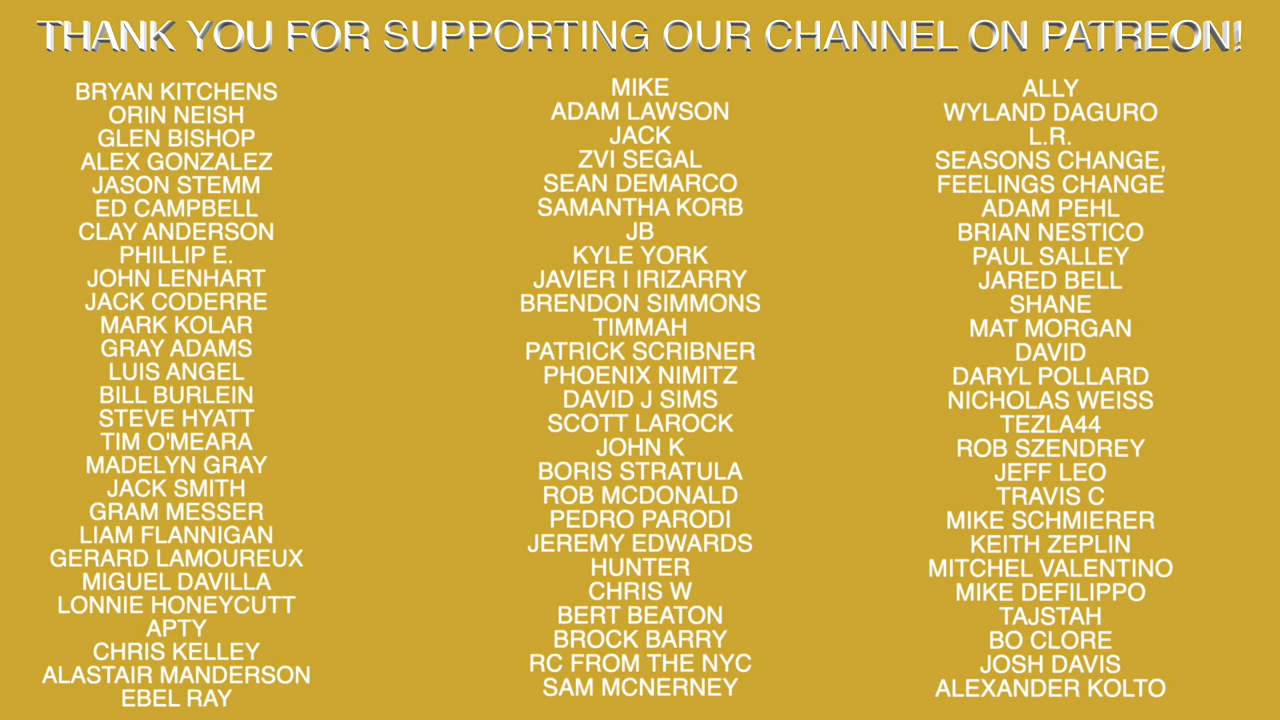 THANK YOU FOR SUPPORTING OUR CHANNEL ON PATREON!
BRYAN KITCHENS
ORIN NEISH
GLEN BISHOP
ALEX GONZALEZ
JASON STEMM
ED CAMPBELL
CLAY ANDERSON
PHILLIP E.
JOHN LENHART
JACK CODERRE
MARK KOLAR
GRAY ADAMS
LUIS ANGEL
BILL BURLEIN
STEVE HYATT
TIM O'MEARA
MADELYN GRAY
JACK SMITH
GRAM MESSER
LIAM FLANNIGAN
GERARD LAMOUREUX
MIGUEL DAVILLA
LONNIE HONEYCUTT
APTY
CHRIS KELLEY
ALASTAIR MANDERSON
EBEL RAY
MIKE
ADAM LAWSON
JACK
ZVI SEGAL
SEAN DEMARCO
SAMANTHA KORB
JB
KYLE YORK
JAVIER I IRIZARRY
BRENDON SIMMONS
TIMMAH
PATRICK SCRIBNER
PHOENIX NIMITZ
DAVID J SIMS
SCOTT LAROCK
JOHN K
BORIS STRATULA
ROB MCDONALD
PEDRO PARODI
JEREMY EDWARDS
HUNTER
CHRIS W
BERT BEATON
BROCK BARRY
RC FROM THE NYC
SAM MCNERNEY
ALLY
WYLAND DAGURO
L.R.
SEASONS CHANGE,
FEELINGS CHANGE
ADAM PEHL
BRIAN NESTICO
PAUL SALLEY
JARED BELL
SHANE
MAT MORGAN
DAVID
DARYL POLLARD
NICHOLAS WEISS
TEZLA44
ROB SZENDREY
JEFF LEO
TRAVIS C
MIKE SCHMIERER
KEITH ZEPLIN
MITCHEL VALENTINO
MIKE DEFILIPPO
TAJSTAH
BO CLORE
JOSH DAVIS
ALEXANDER KOLTO